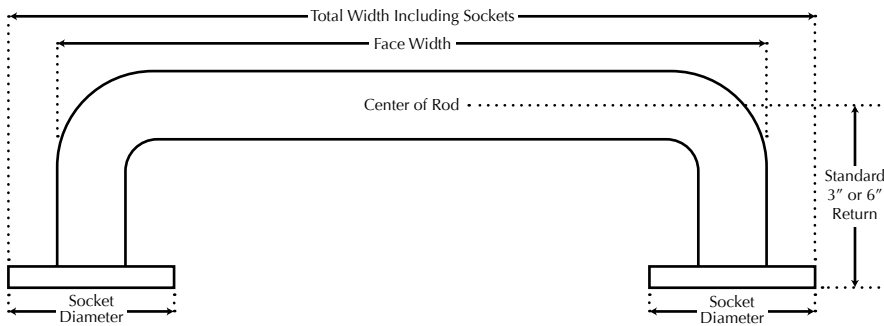 Total Width Including Sockets
Face Width
Center of Rod
Standard
3” or 6”
Return
Socket
Diameter
Socket
Diameter